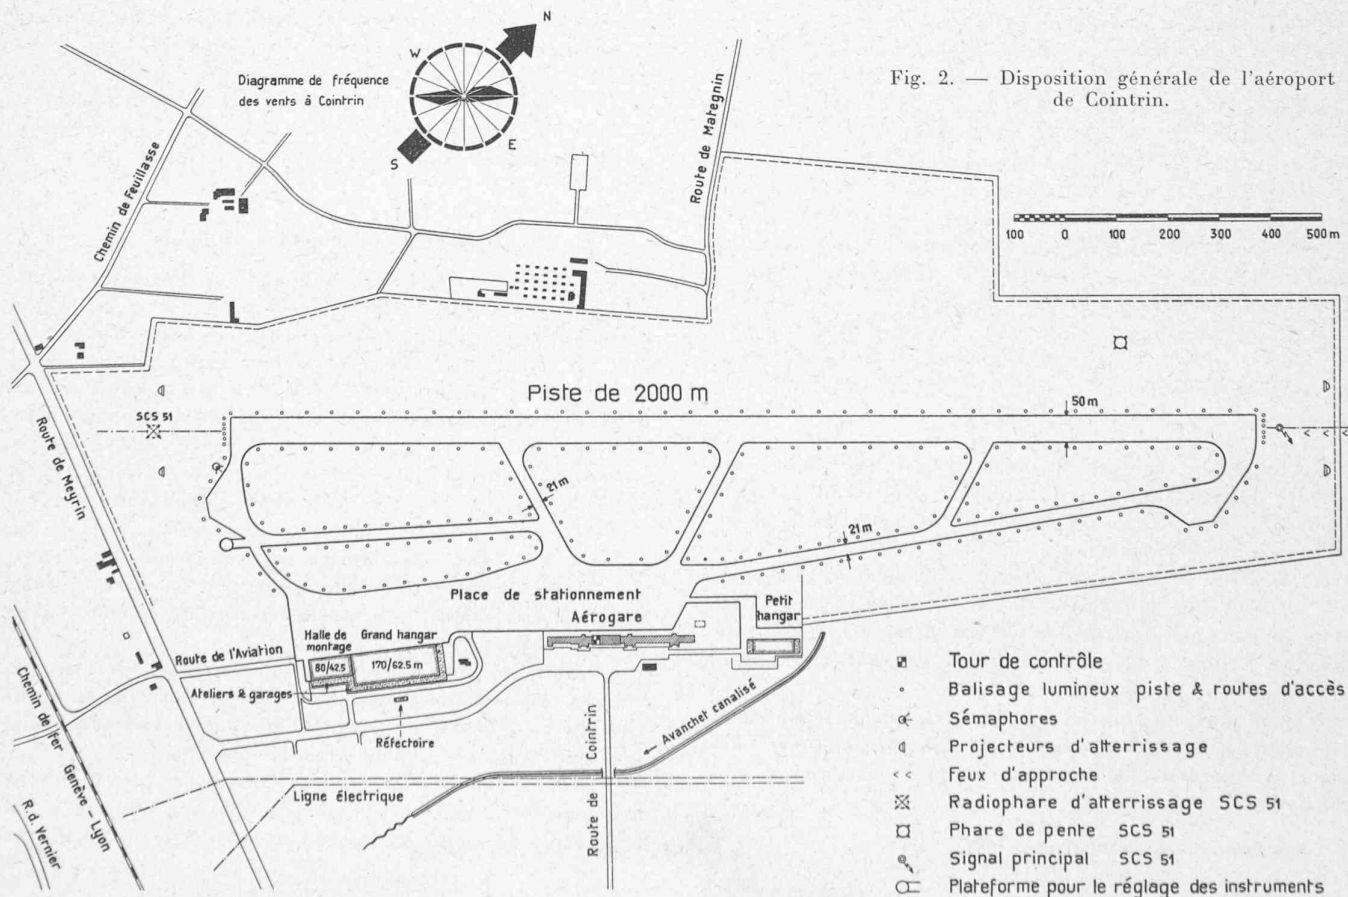 Fig. 2. — Disposition générale de l'aéroport
de Cointrin.
Diagramme de fréquence
des vents à Cointrin
N
W
E
S
Chemin de Feuillasse
Route de Mategnin
100 0 100 200 300 400 500 m
Piste de 2000 m
SCS 51
50 m
Route de Meyrin
21 m
21 m
Place de stationnement
Aérogare
Petit
hangar
Halle de
montage
Grand hangar
Route de l'Aviation
80/42.5
170/62.5 m
Ateliers & garages
Réfectoire
Chemin de fer Genève - Lyon
R.d. Vernier
Ligne électrique
Route de Cointrin
Avanchet canalisé
Tour de contrôle
Balisage lumineux piste & routes d'accès
Sémaphores
Projecteurs d'atterrissage
Feux d'approche
Radiophare d'atterrissage SCS 51
Phare de pente SCS 51
Signal principal SCS 51
Plateforme pour le réglage des instruments